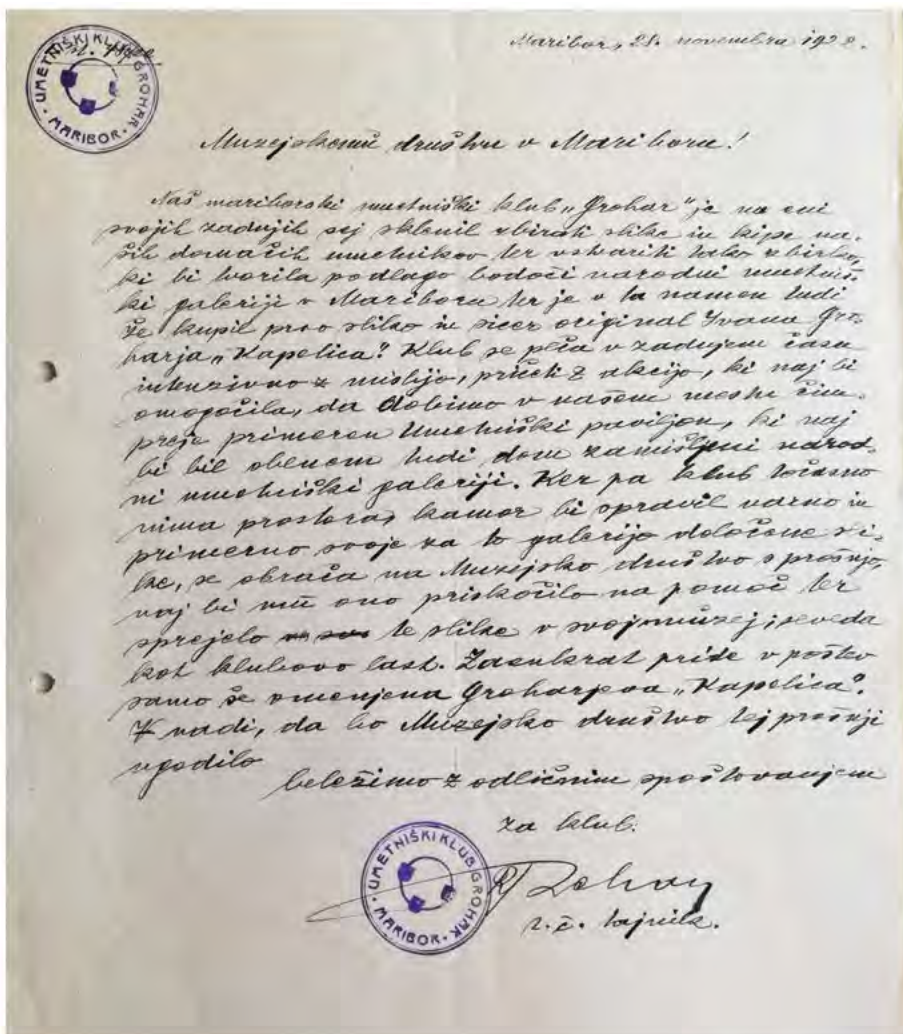 UMETNIŠKI KLUB GROHAR
MARIBOR
Maribor, 28. novembra 1922.
Muzejskemu društvu v Mariboru!
Naš mariborski umetniški klub „Grohar" je na eni
svojih zadnjih sej sklenil zbirati slike in kipe na-
ših domačih umetnikov ter ustvariti tako zbirko,
ki bi tvorila podlago bodoči narodni umetniš-
ki galeriji v Mariboru ter je v ta namen tudi
že kupil prvo sliko in sicer original Ivana Gro-
harja „Kapelica". Klub se peča v zadnjem času
intenzivno z mislijo, pričeti z akcijo, ki naj bi
omogočila, da dobimo v našem mestu čim-
preje primeren Umetniški paviljon, ki naj
bi bil obenem tudi dom zamišljeni narod-
ni umetniški galeriji. Ker pa klub točasno
nima prostora, kamor bi spravil varno in
primerno svoje za to galerijo določene sli-
ke, se obrača na Muzejsko društvo s prošnjo,
naj bi mu ono priskočilo na pomoč ter
sprejelo te slike v svoj muzej; seveda
kot klubovo last. Zaenkrat pride v poštev
samo še omenjena Groharjeva „Kapelica".
V nadi, da bo Muzejsko društvo tej prošnji
ugodilo
beležimo z odličnim spoštovanjem
za klub:
UMETNIŠKI KLUB GROHAR
MARIBOR
t. č. tajnik.